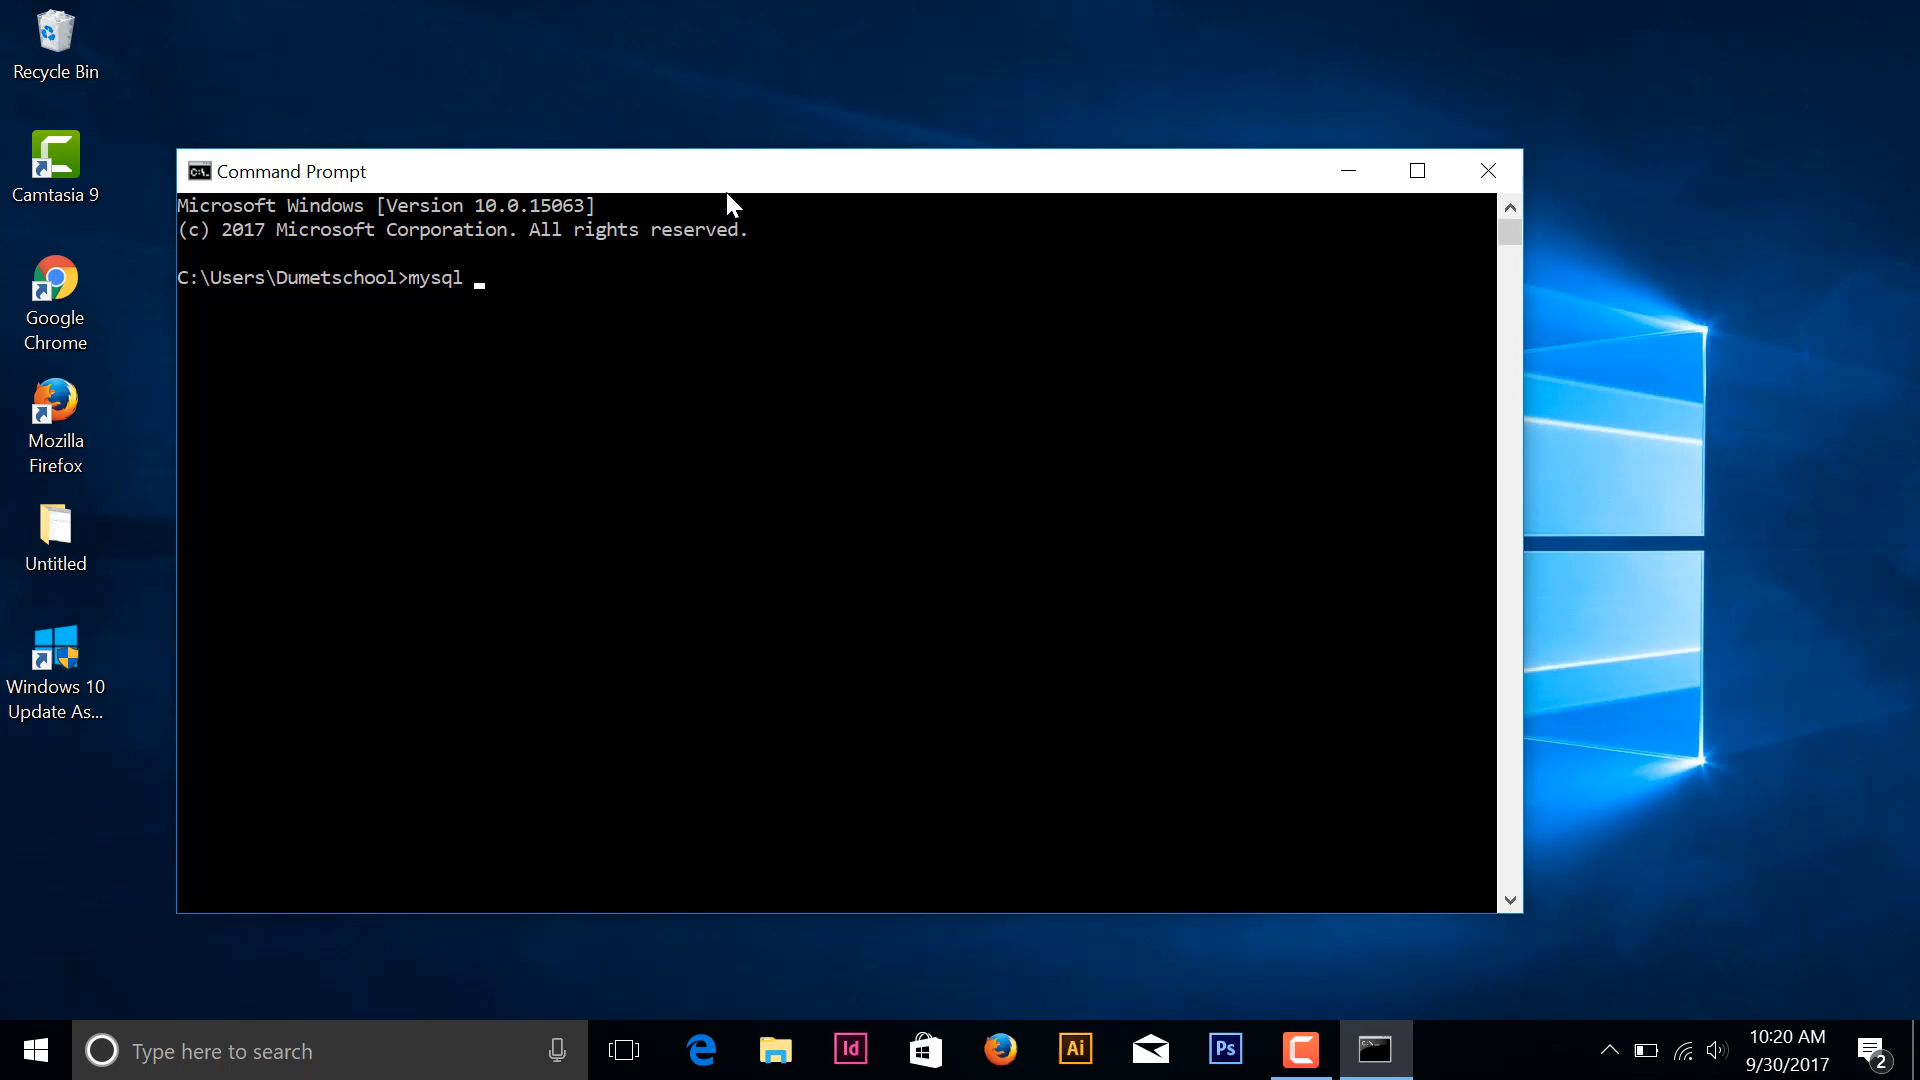 Recycle Bin
Camtasia 9
Google
Chrome
Mozilla
Firefox
Untitled
Windows 10
Update As...
C:\.
Command Prompt
Microsoft Windows [Version 10.0.15063]
(c) 2017 Microsoft Corporation. All rights reserved.
C:\Users\Dumetschool>mysql _
Type here to search
Id
Ai
Ps
10:20 AM
9/30/2017
2